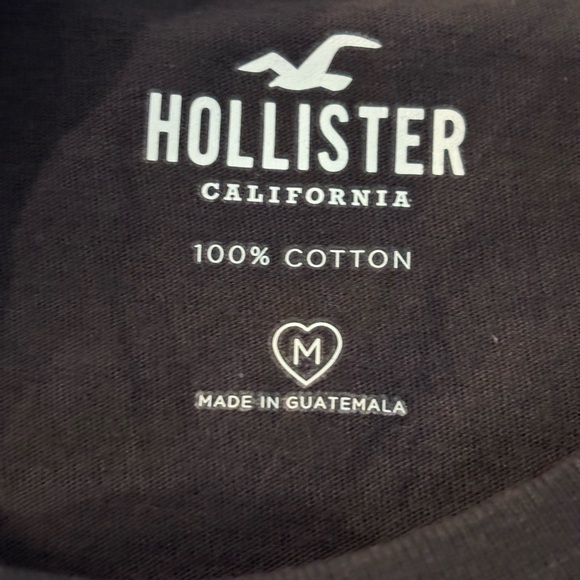 HOLLISTER
CALIFORNIA
100% COTTON
M
MADE IN GUATEMALA